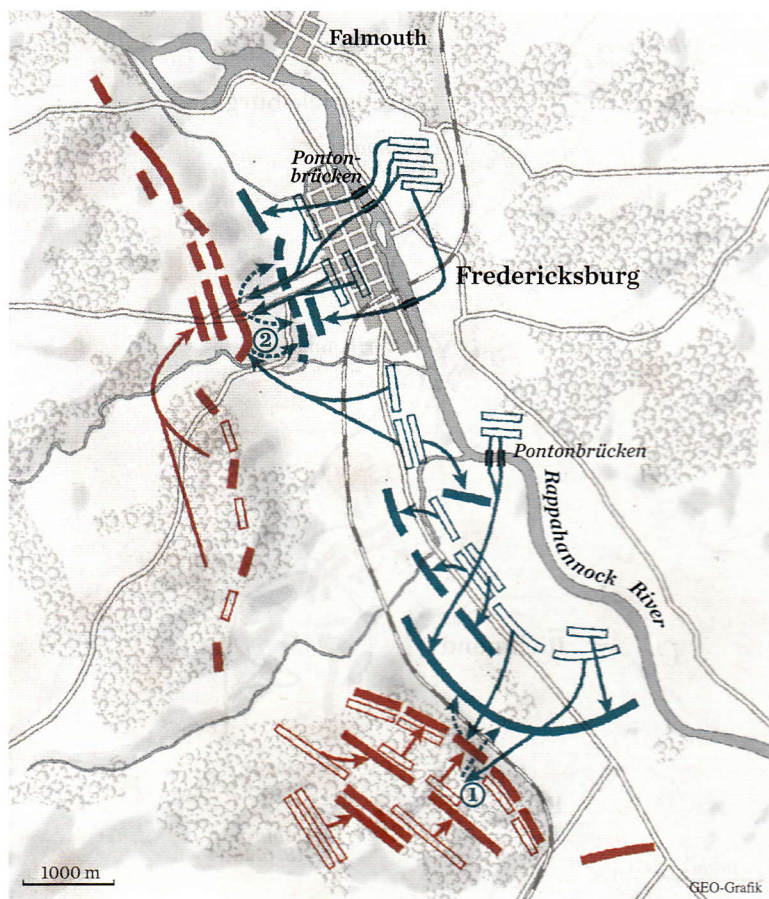 Falmouth
Ponton-
brücken
Fredericksburg
②
Pontonbrücken
Rappahannock River
①
1000 m
GEO-Grafik